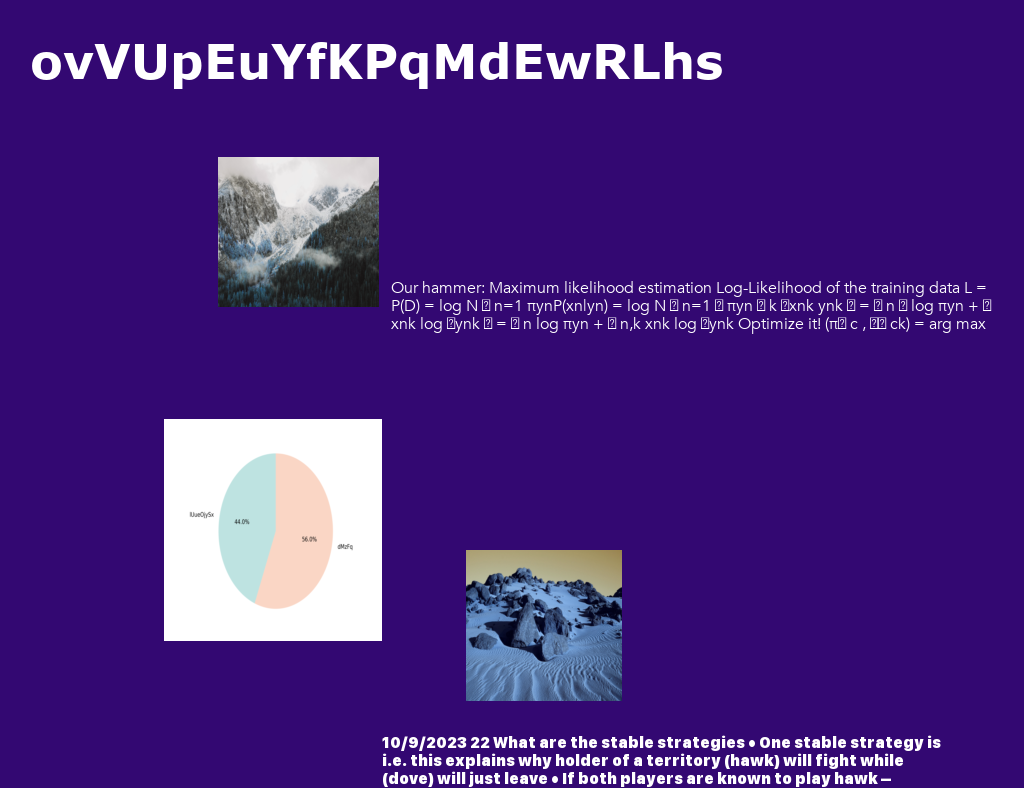 ovVUpEuYfKPqMdEwRLhs
Our hammer: Maximum likelihood estimation Log-Likelihood of the training data L =
P(D) = log N � n=1 πynP(xnlyn) = log N � n=1 � πyn � k �xnk ynk � = � n � log πyn + �
xnk log �ynk � = � n log πyn + � n,k xnk log �ynk Optimize it! (π� c , �� ck) = arg max
44.0%
56.0%
dMzFq
10/9/2023 22 What are the stable strategies • One stable strategy is
i.e. this explains why holder of a territory (hawk) will fight while
(dove) will just leave • If both players are known to play hawk –